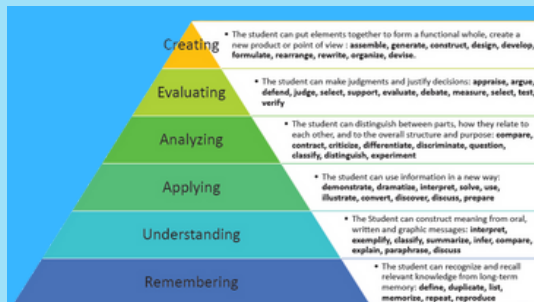 Creating
• The student can put elements together to form a functional whole, create a
new product or point of view : assemble, generate, construct, design, develop,
formulate, rearrange, rewrite, organize, devise.
Evaluating
• The student can make judgments and justify decisions: appraise, argue,
defend, judge, select, support, evaluate, debate, measure, select, test,
verify
Analyzing
• The student can distinguish between parts, how they relate to
each other, and to the overall structure and purpose: compare,
contract, criticize, differentiate, discriminate, question,
classify, distinguish, experiment
Applying
• The student can use information in a new way:
demonstrate, dramatize, interpret, solve, use,
illustrate, convert, discover, discuss, prepare
Understanding
• The Student can construct meaning from oral,
written and graphic messages: interpret,
exemplify, classify, summarize, infer, compare,
explain, paraphrase, discuss
Remembering
• The student can recognize and recall
relevant knowledge from long-term
memory: define, duplicate, list,
memorize, repeat, reproduce